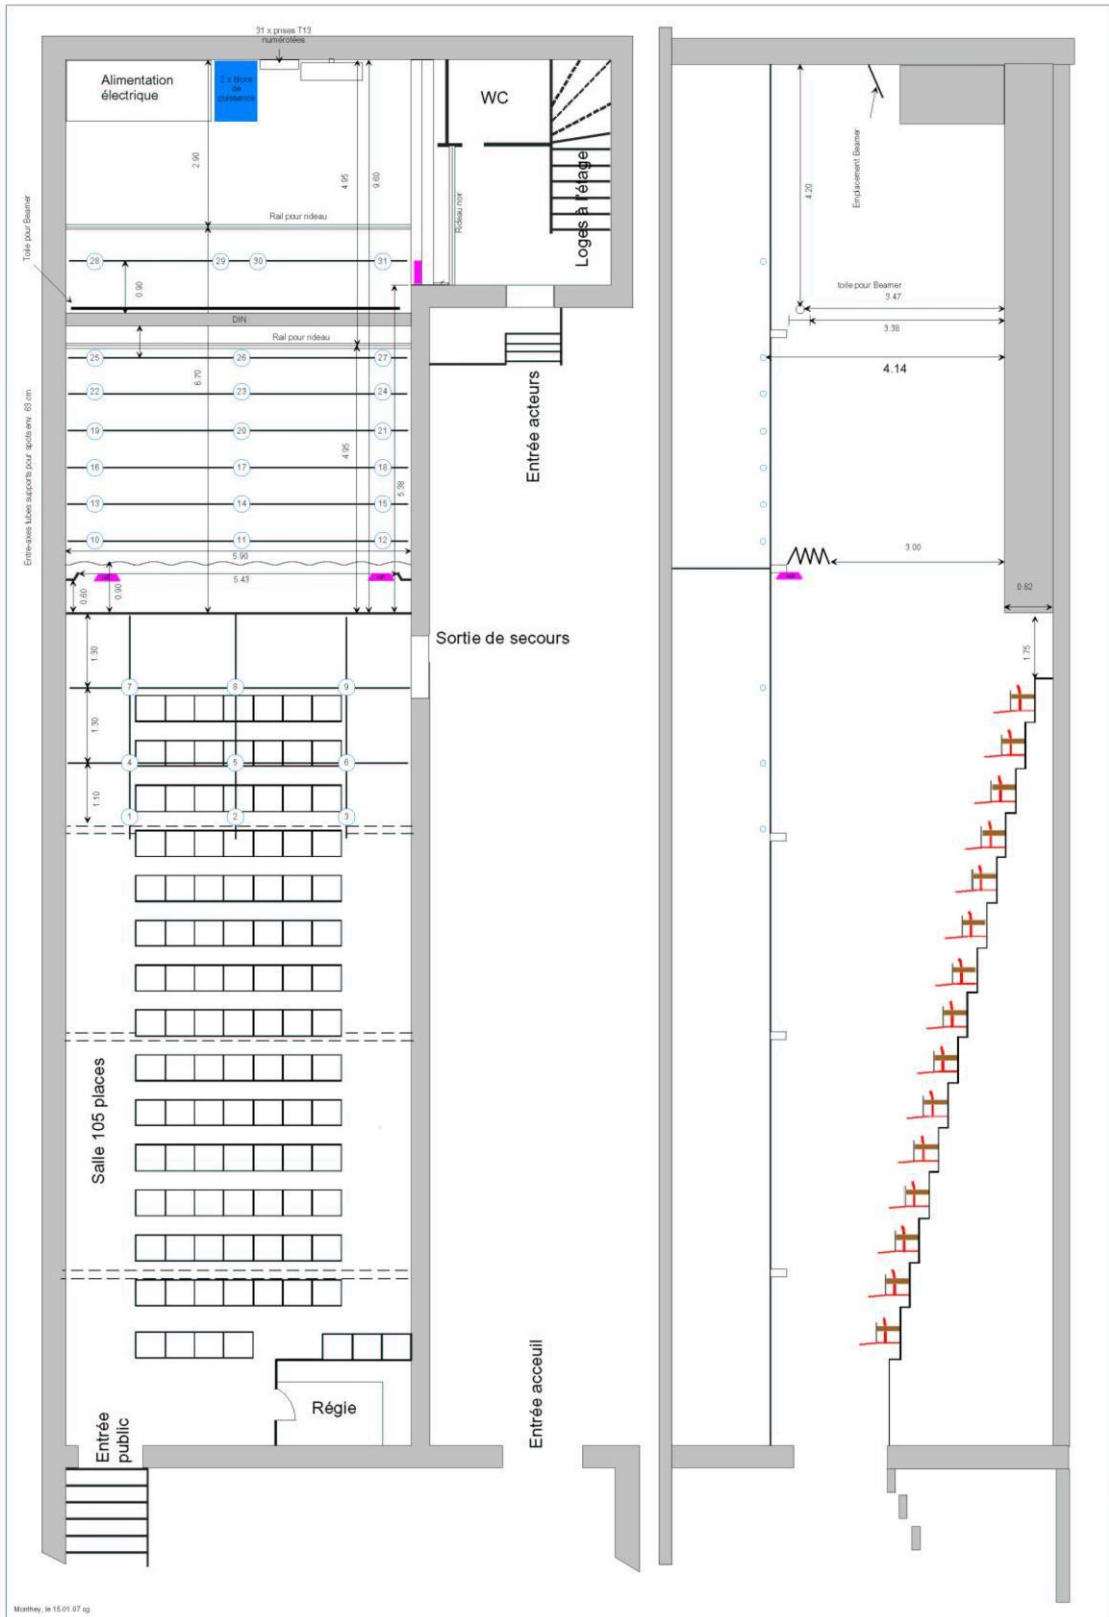 31 x prises T13
numérotées
Alimentation
électrique
2 x blocs
de
puissance
WC
2.90
4.95
9.60
Rideau noir
Loges à l'étage
Toile pour Beamer
Rail pour rideau
28
29
30
31
0.90
DIN
Rail pour rideau
25
26
27
6.70
22
23
24
Entre-axes tubes supports pour spots env. 63 cm
19
20
21
4.95
16
17
18
5.38
13
14
15
10
11
12
5.90
5.43
0.60
0.90
Entrée acteurs
Sortie de secours
1.30
7
8
9
1.30
4
5
6
1.10
1
2
3
Salle 105 places
Régie
Entrée
public
Entrée acceuil
4.20
Emplacement Beamer
toile pour Beamer
3.47
3.38
4.14
3.00
0.82
1.75
Monthey, le 15.01.07 sg